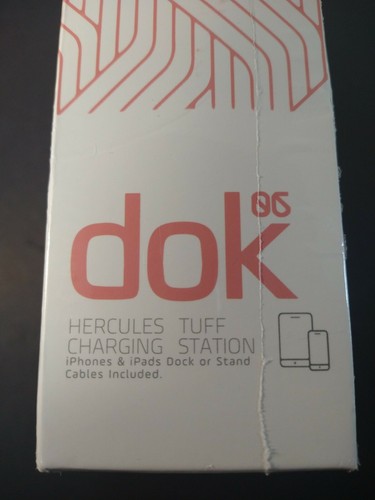 dok 06
HERCULES TUFF
CHARGING STATION
iPhones & iPads Dock or Stand
Cables Included.